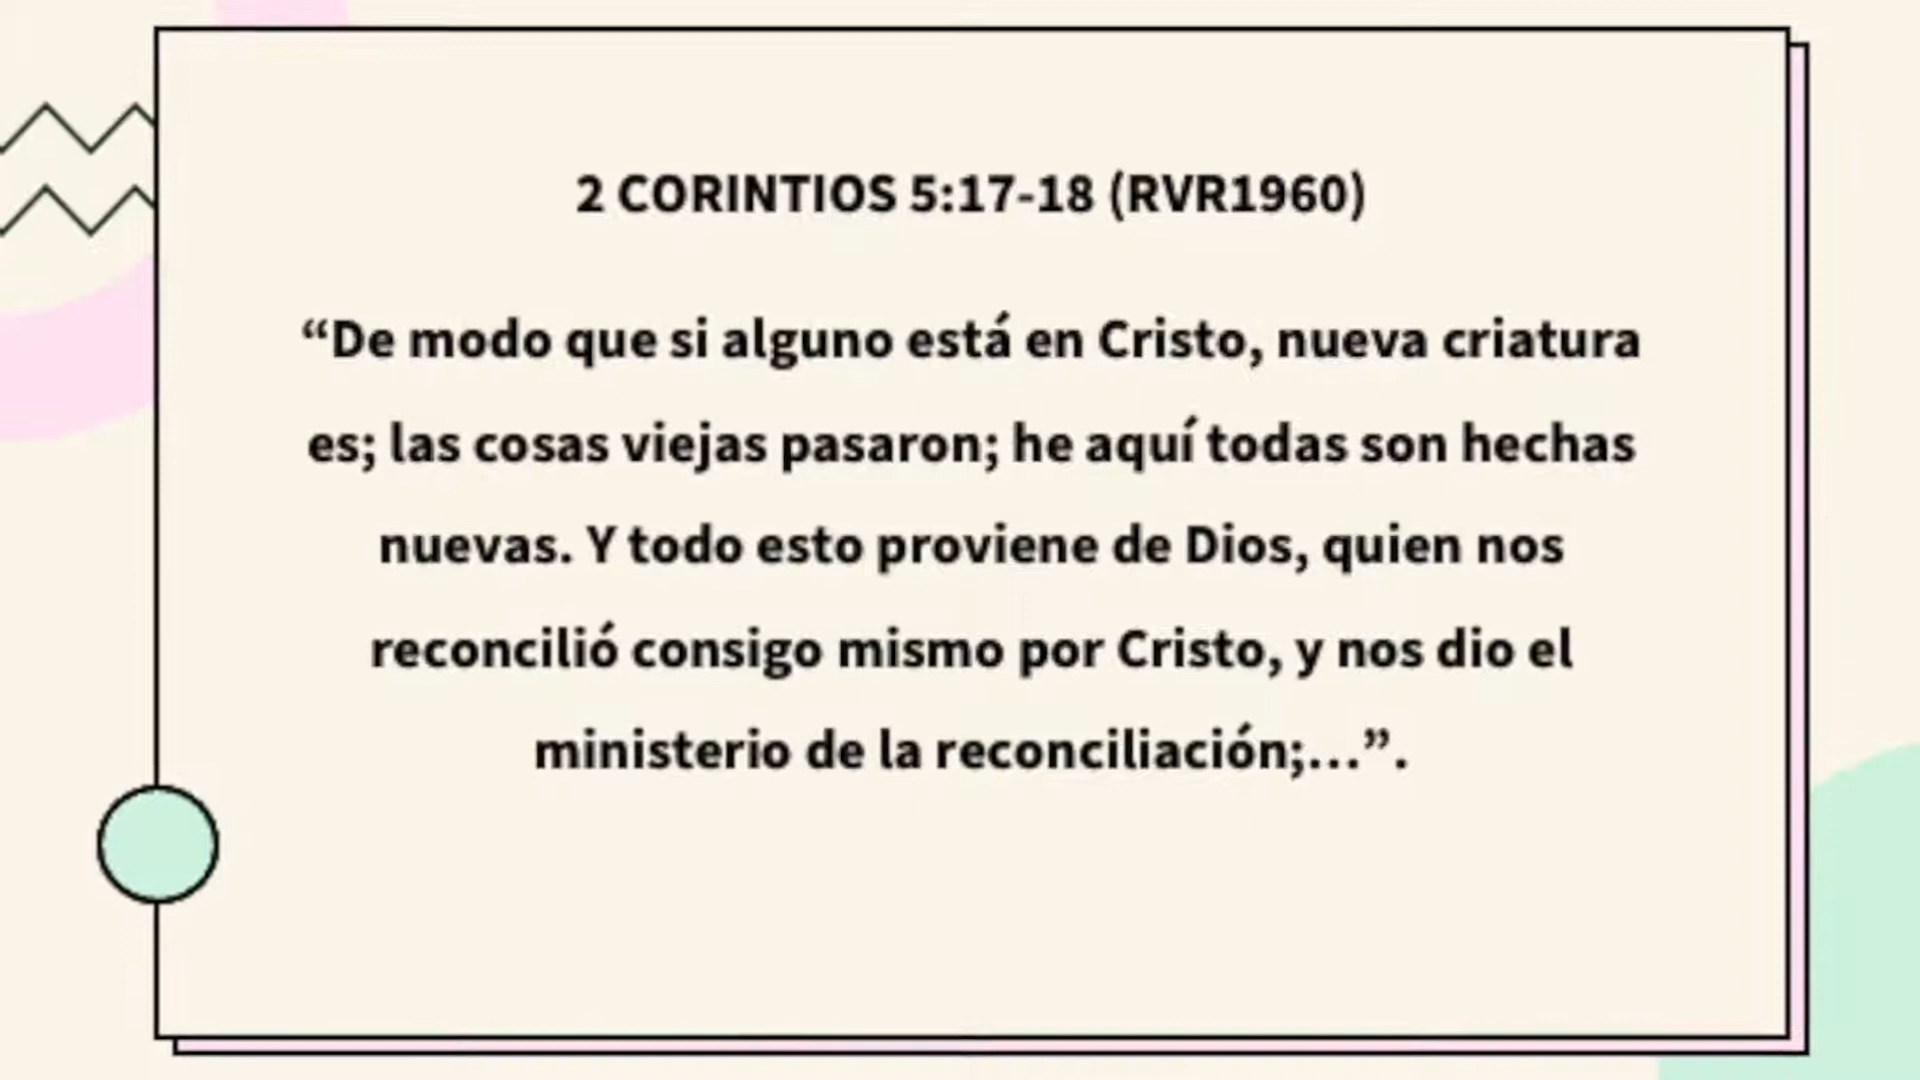 2 CORINTIOS 5:17-18 (RVR1960)
“De modo que si alguno está en Cristo, nueva criatura
es; las cosas viejas pasaron; he aquí todas son hechas
nuevas. Y todo esto proviene de Dios, quien nos
reconcilió consigo mismo por Cristo, y nos dio el
ministerio de la reconciliación;...”.